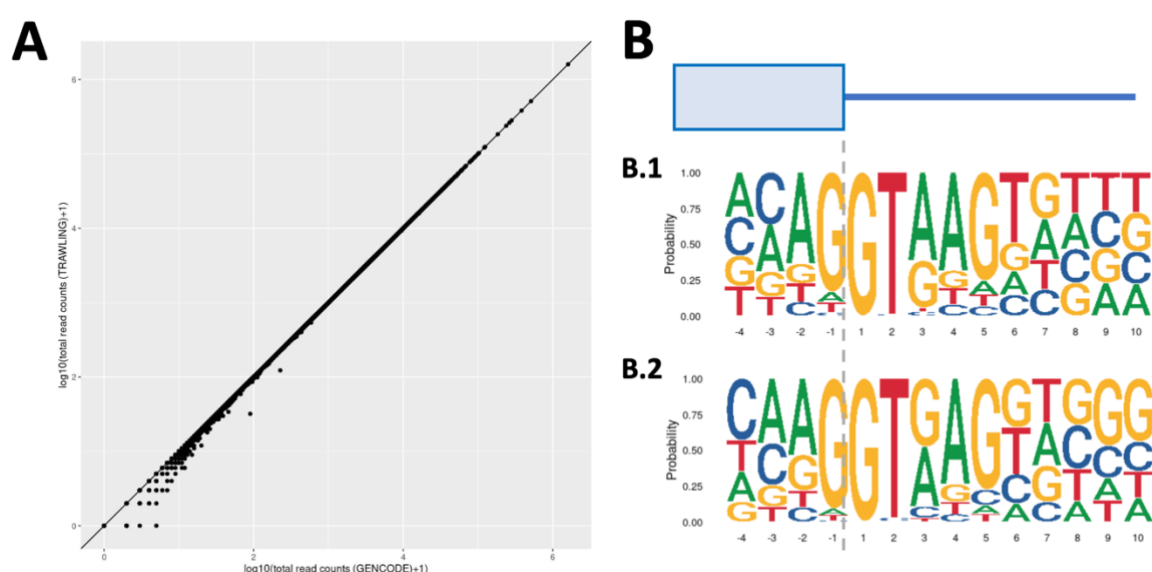 A
B
6
4
2
0
log10(total read counts (TRAWLING)+1)
0 2 4 6
log10(total read counts (GENCODE)+1)
B.1
Probability
1.00
0.75
0.50
0.25
0.00
A C A G G T A A G T G T T T
C A G A G G A G A A C G
G G T T T T A T C G C
T T C C C C C G A A
-4 -3 -2 -1 1 2 3 4 5 6 7 8 9 10
B.2
Probability
1.00
0.75
0.50
0.25
0.00
C A A G G T G A G G T G G G
T C G A A G C T A C C C
A G T C T A C G T A T
G T C T C T A C A T A
-4 -3 -2 -1 1 2 3 4 5 6 7 8 9 10